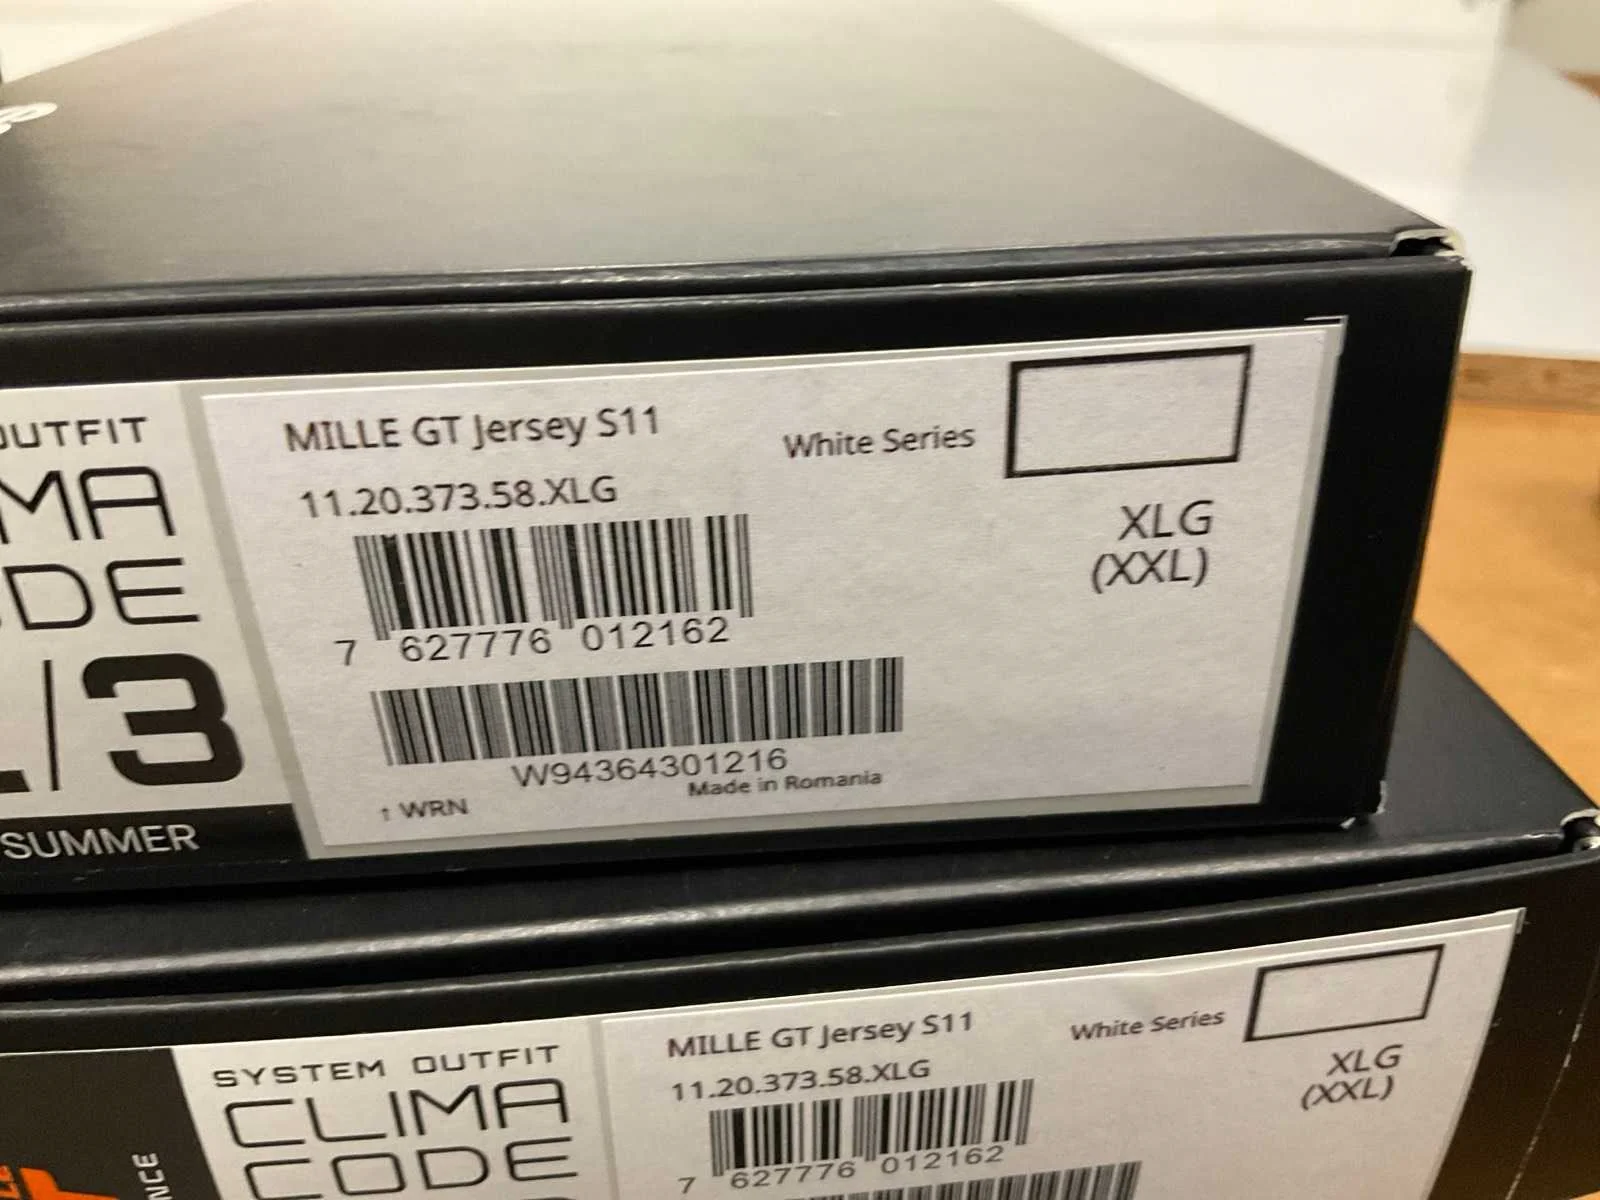 OUTFIT
MA
DE
/3
SUMMER
MILLE GT Jersey S11
White Series
11.20.373.58.XLG
XLG
(XXL)
7 627776 012162
W94364301216
Made in Romania
↑ WRN
SYSTEM OUTFIT
CLIMA
CODE
NCE
MILLE GT Jersey S11
White Series
11.20.373.58.XLG
XLG
(XXL)
7 627776 012162